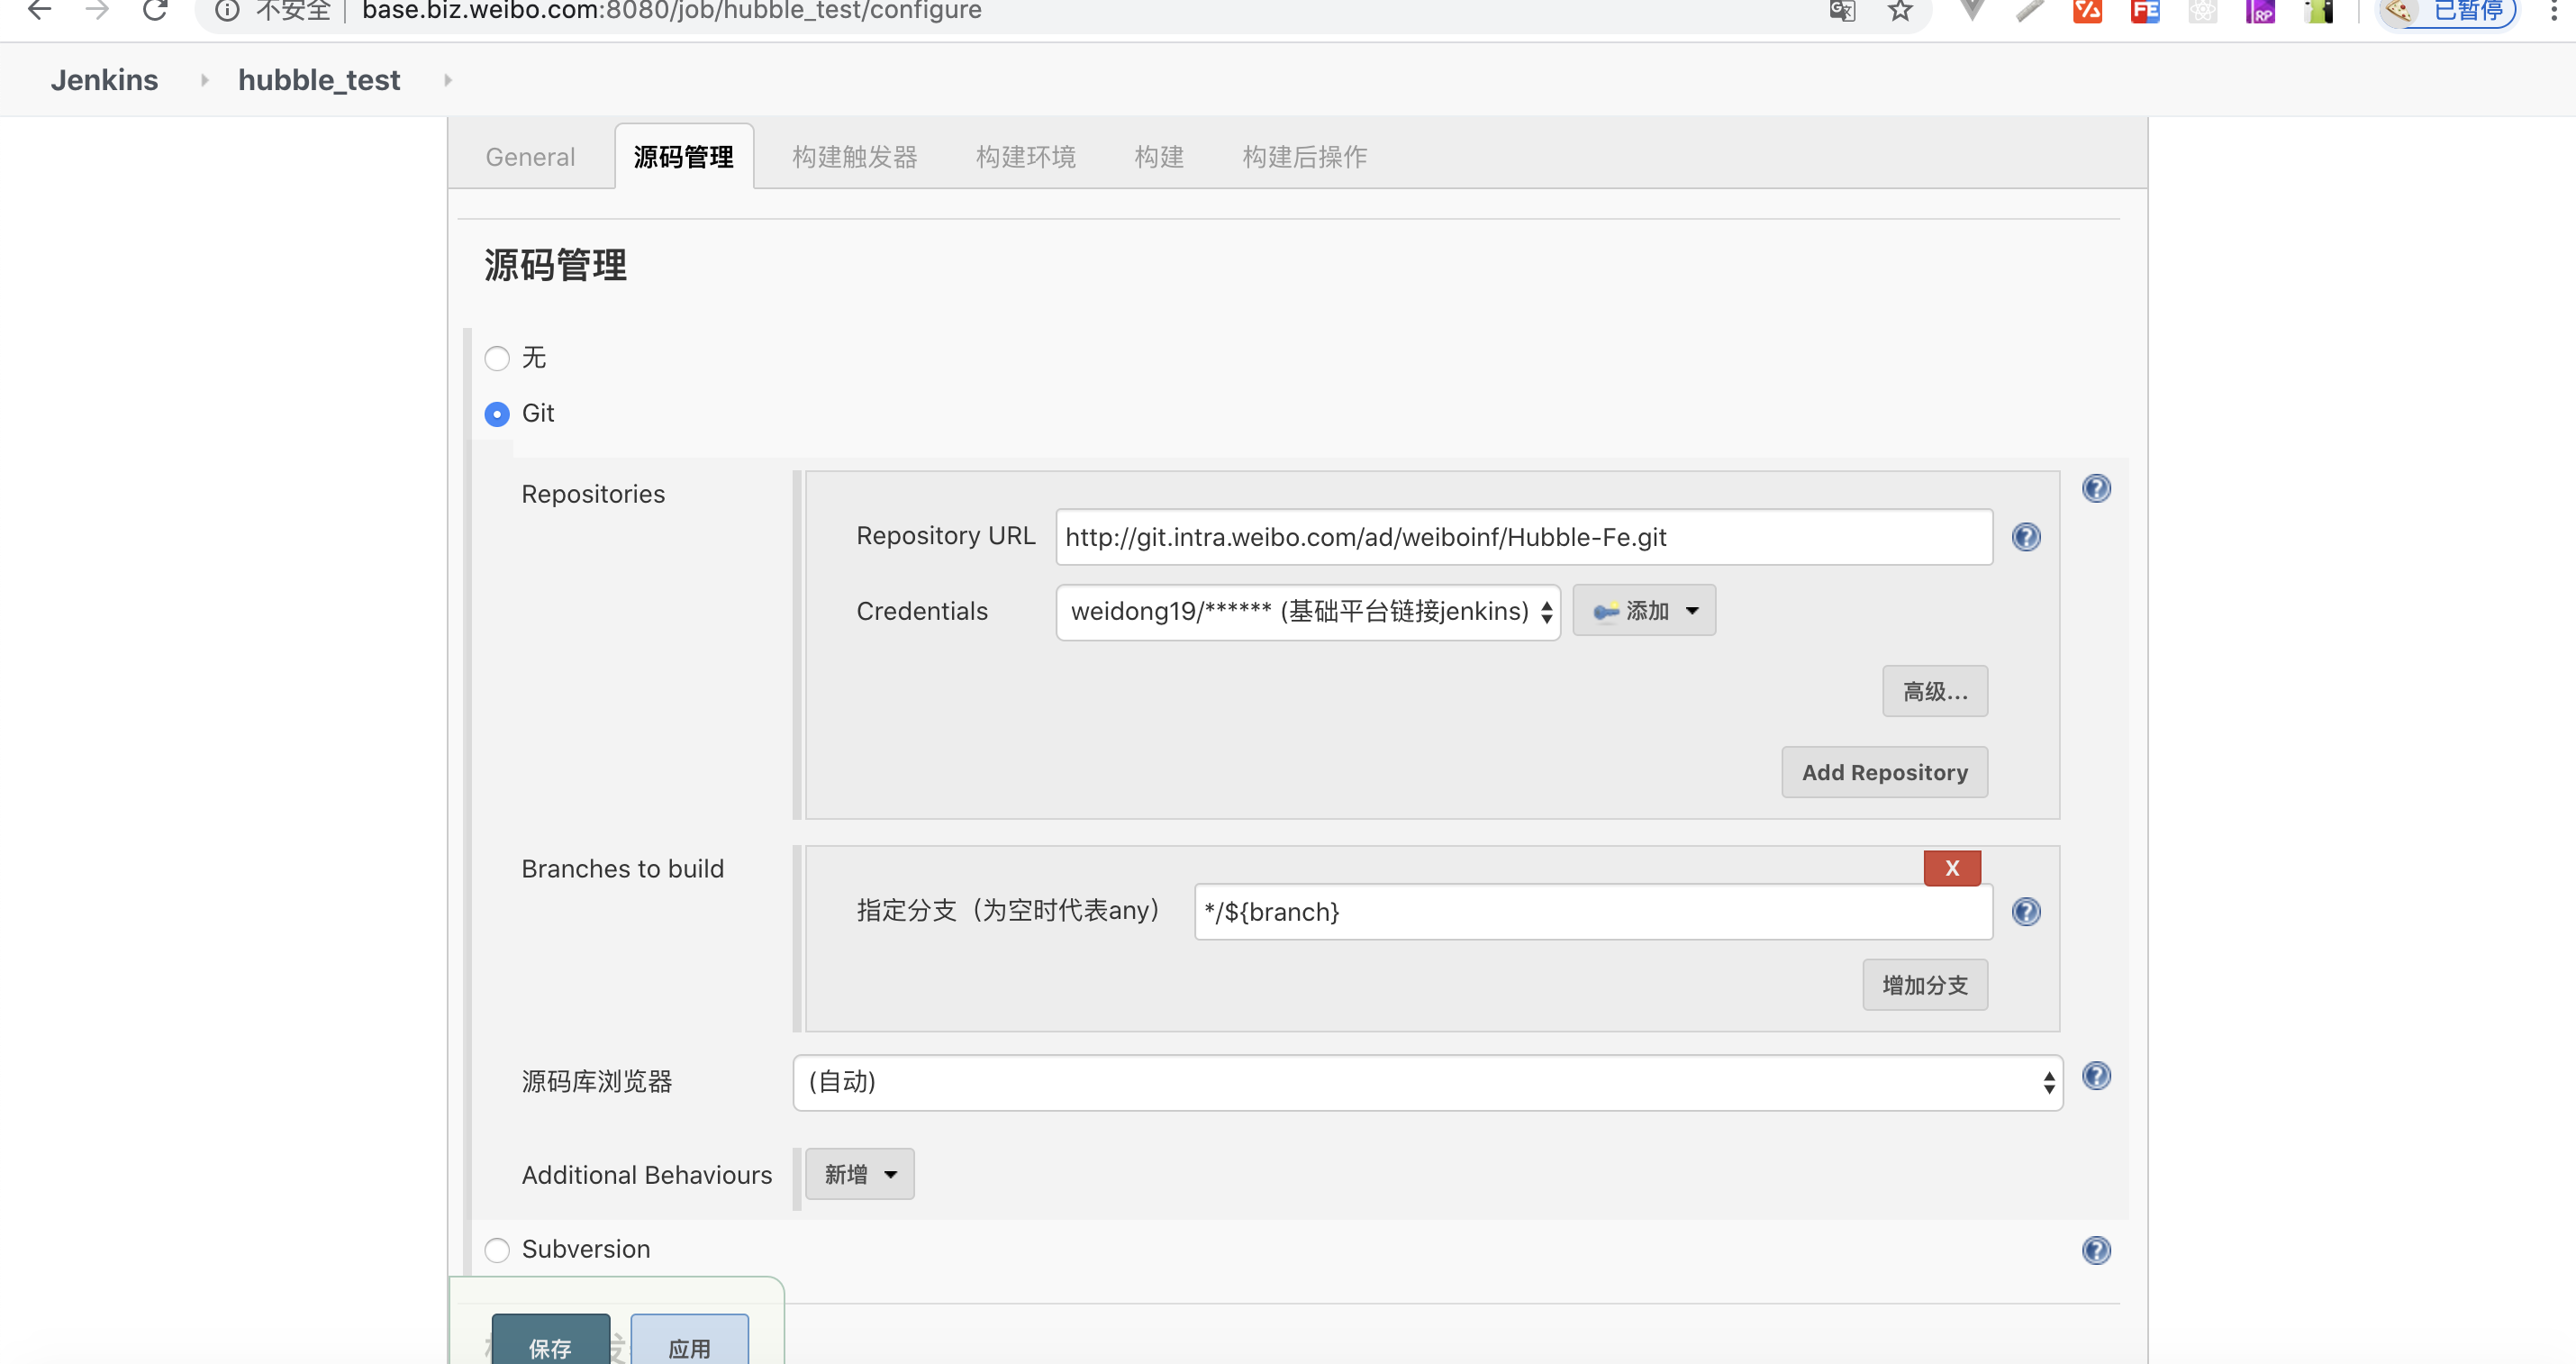 不安全 | base.biz.weibo.com:8080/job/hubble_test/configure
FE
RP
已暂停
Jenkins
hubble_test
General
源码管理
构建触发器
构建环境
构建
构建后操作
源码管理
无
Git
Repositories
Repository URL
http://git.intra.weibo.com/ad/weiboinf/Hubble-Fe.git
Credentials
weidong19/****** (基础平台链接jenkins)
添加
高级...
Add Repository
Branches to build
X
指定分支（为空时代表any）
*/${branch}
增加分支
源码库浏览器
(自动)
Additional Behaviours
新增
Subversion
保存
应用